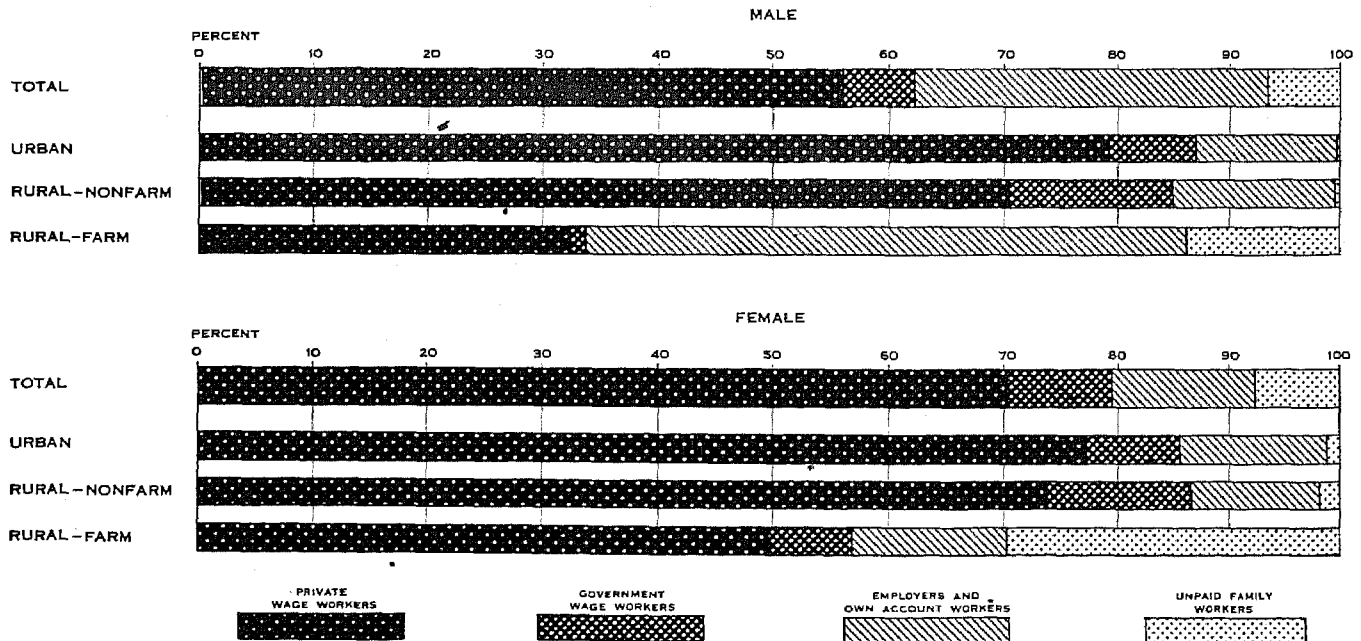 MALE
PERCENT
0 10 20 30 40 50 60 70 80 90 100
TOTAL
URBAN
RURAL-NONFARM
RURAL-FARM
FEMALE
PERCENT
0 10 20 30 40 50 60 70 80 90 100
TOTAL
URBAN
RURAL-NONFARM
RURAL-FARM
PRIVATE
WAGE WORKERS
GOVERNMENT
WAGE WORKERS
EMPLOYERS AND
OWN ACCOUNT WORKERS
UNPAID FAMILY
WORKERS